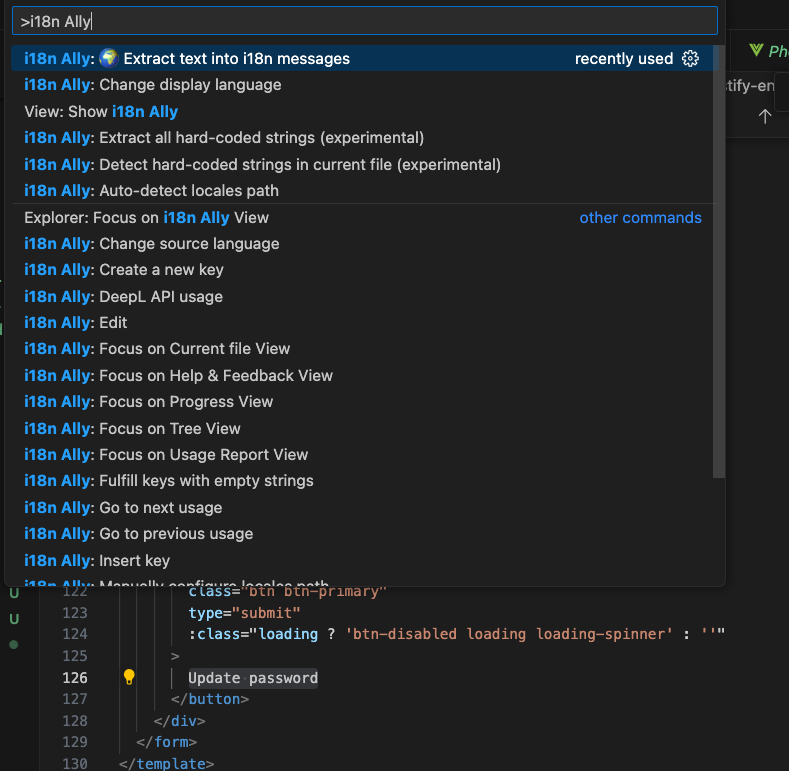 >i18n Ally
i18n Ally: 🌍 Extract text into i18n messages recently used
i18n Ally: Change display language
View: Show i18n Ally
i18n Ally: Extract all hard-coded strings (experimental)
i18n Ally: Detect hard-coded strings in current file (experimental)
i18n Ally: Auto-detect locales path
Explorer: Focus on i18n Ally View other commands
i18n Ally: Change source language
i18n Ally: Create a new key
i18n Ally: DeepL API usage
i18n Ally: Edit
i18n Ally: Focus on Current file View
i18n Ally: Focus on Help & Feedback View
i18n Ally: Focus on Progress View
i18n Ally: Focus on Tree View
i18n Ally: Focus on Usage Report View
i18n Ally: Fulfill keys with empty strings
i18n Ally: Go to next usage
i18n Ally: Go to previous usage
i18n Ally: Insert key
i18n Ally: Manually configure locales path
U 122 class="btn btn-primary"
U 123 type="submit"
124 :class="loading ? 'btn-disabled loading loading-spinner' : ''"
125 >
126 Update password
127 </button>
128 </div>
129 </form>
130 </template>